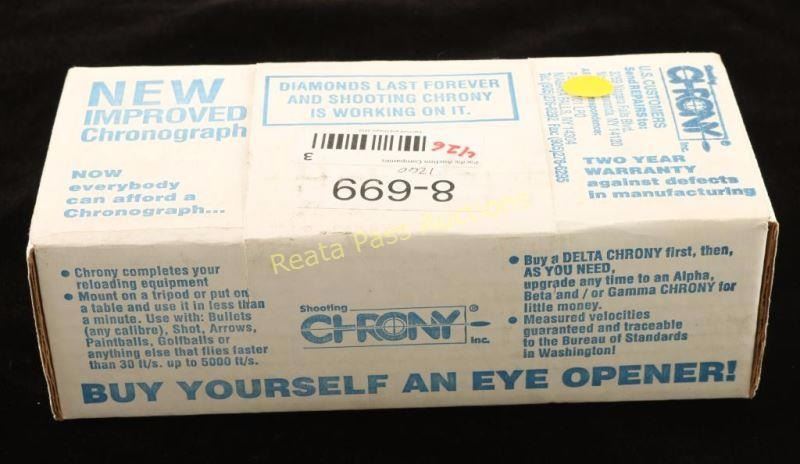 NEW
IMPROVED
Chronograph
NOW
everybody
can afford a
Chronograph...
DIAMONDS LAST FOREVER
AND SHOOTING CHRONY
IS WORKING ON IT.
426
3
Pacific Auction Companies
1260
8-699
U.S. CUSTOMERS
Send REPAIRS to:
Shooting
CHRONY
Inc.
TWO YEAR
WARRANTY
against defects
in manufacturing
Reata Pass Auctions
• Chrony completes your
reloading equipment
• Mount on a tripod or put on
a table and use it in less than
a minute. Use with: Bullets
(any calibre), Shot, Arrows,
Paintballs, Golfballs or
anything else that flies faster
than 30 ft/s. up to 5000 ft/s.
Shooting
CHRONY®
Inc.
• Buy a DELTA CHRONY first, then,
AS YOU NEED,
upgrade any time to an Alpha,
Beta and / or Gamma CHRONY for
little money.
• Measured velocities
guaranteed and traceable
to the Bureau of Standards
in Washington!
BUY YOURSELF AN EYE OPENER!